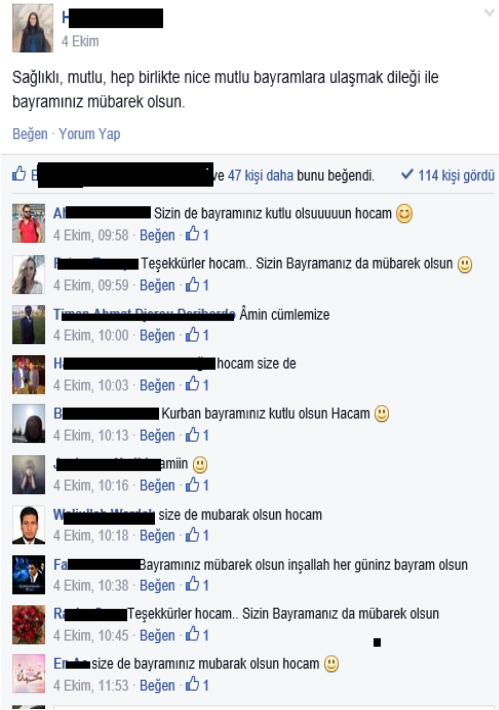 H
4 Ekim
Sağlıklı, mutlu, hep birlikte nice mutlu bayramlara ulaşmak dileği ile
bayramınız mübarek olsun.
Beğen · Yorum Yap
ve 47 kişi daha bunu beğendi. 114 kişi gördü
Al Sizin de bayramınız kutlu olsuuuuun hocam
4 Ekim, 09:58 · Beğen · 1
Teşekkürler hocam.. Sizin Bayramanız da mübarek olsun
4 Ekim, 09:59 · Beğen · 1
Âmin cümlemize
4 Ekim, 10:00 · Beğen · 1
H hocam size de
4 Ekim, 10:03 · Beğen · 1
B Kurban bayramınız kutlu olsun Hacam
4 Ekim, 10:13 · Beğen · 1
amiin
4 Ekim, 10:16 · Beğen · 1
size de mubarak olsun hocam
4 Ekim, 10:18 · Beğen · 1
Fa Bayramınız mübarek olsun inşallah her gününz bayram olsun
4 Ekim, 10:38 · Beğen · 1
Ra Teşekkürler hocam.. Sizin Bayramanız da mübarek olsun
4 Ekim, 10:45 · Beğen · 1
En size de bayramınız mubarak olsun hocam
4 Ekim, 11:53 · Beğen · 1